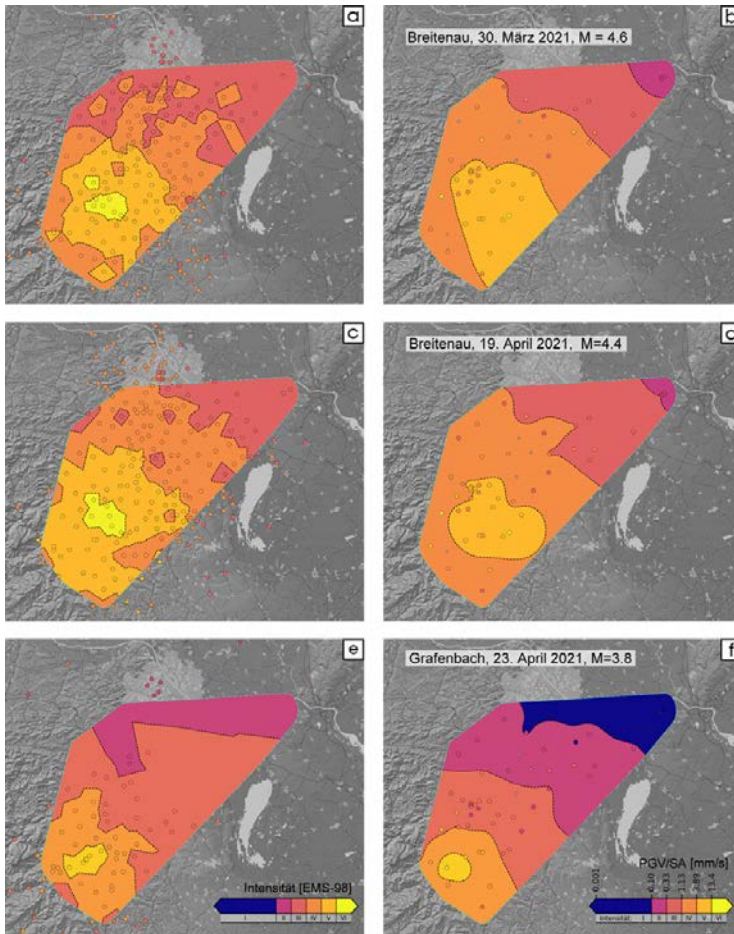 a
b
Breitenau, 30. März 2021, M = 4.6
c
d
Breitenau, 19. April 2021, M=4.4
e
f
Grafenbach, 23. April 2021, M=3.8
Intensität [EMS-98]
I II III IV V VI
PGV/SA [mm/s]
0.001 0.10 0.33 1.13 3.89 13.4
Intensität: I II III IV V VI